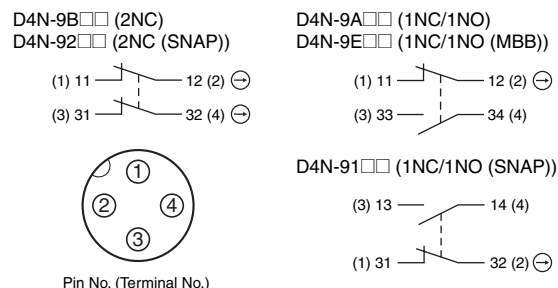 D4N-9B□□ (2NC)
D4N-92□□ (2NC (SNAP))
(1) 11 12 (2)
(3) 31 32 (4)
1
2 4
3
Pin No. (Terminal No.)
D4N-9A□□ (1NC/1NO)
D4N-9E□□ (1NC/1NO (MBB))
(1) 11 12 (2)
(3) 33 34 (4)
D4N-91□□ (1NC/1NO (SNAP))
(3) 13 14 (4)
(1) 31 32 (2)